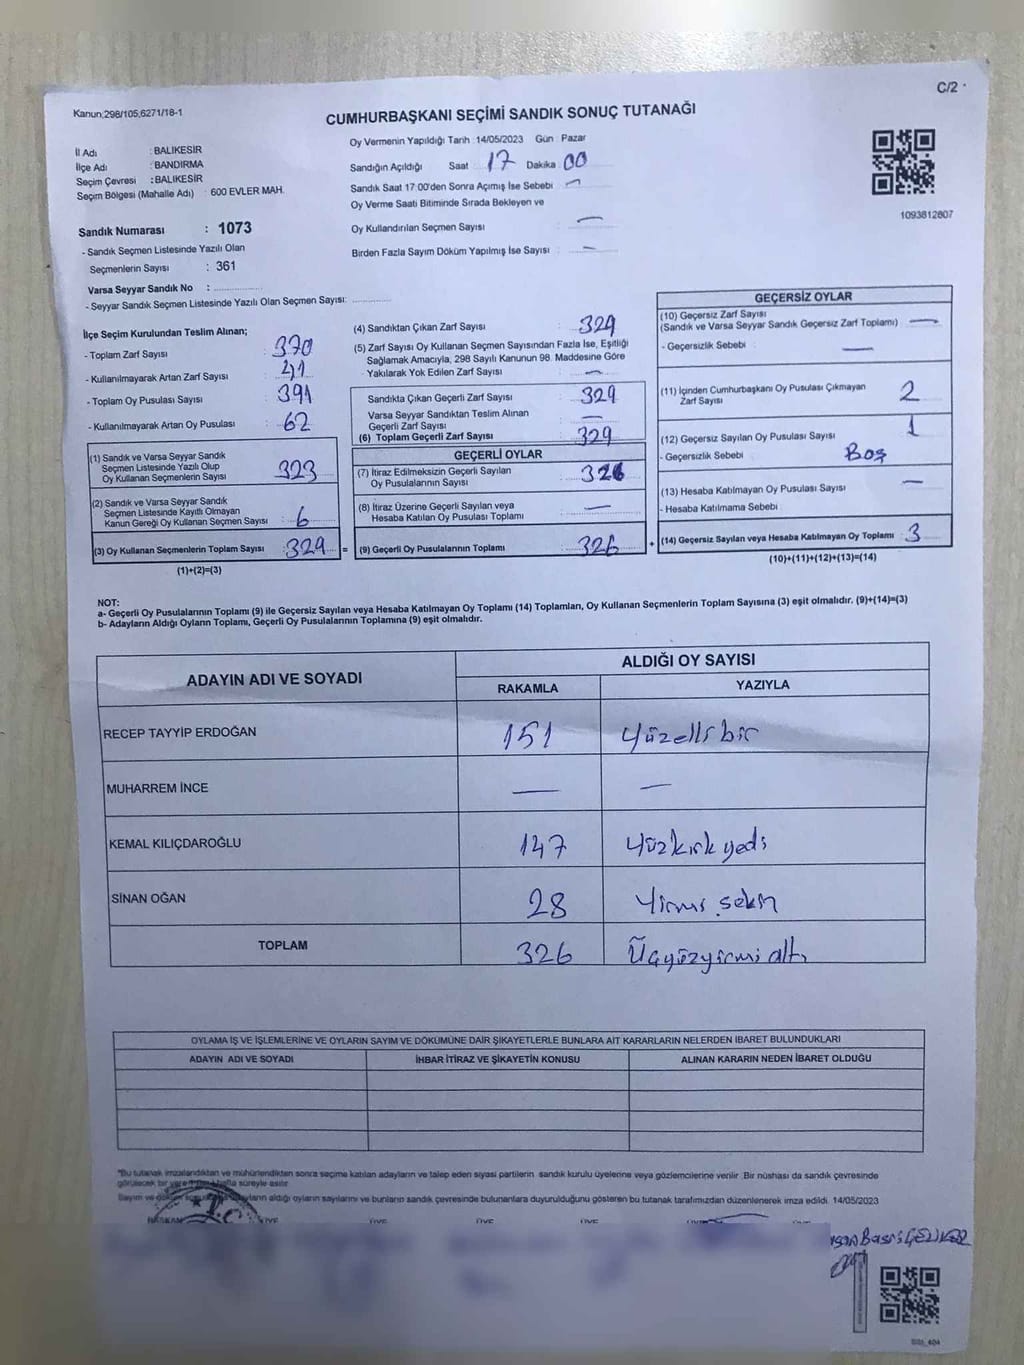 C/2
Kanun;298/105,6271/18-1
CUMHURBAŞKANI SEÇİMİ SANDIK SONUÇ TUTANAĞI
Oy Vermenin Yapıldığı Tarih : 14/05/2023 Gün : Pazar
İl Adı : BALIKESİR
İlçe Adı : BANDIRMA
Seçim Çevresi : BALIKESİR
Seçim Bölgesi (Mahalle Adı) : 600 EVLER MAH.
Sandığın Açıldığı Saat 17 Dakika 00
Sandık Saat 17:00'den Sonra Açımış İse Sebebi —
Oy Verme Saati Bitiminde Sırada Bekleyen ve
Oy Kullandırılan Seçmen Sayısı —
Birden Fazla Sayım Döküm Yapılmış İse Sayısı —
1093812807
Sandık Numarası : 1073
- Sandık Seçmen Listesinde Yazılı Olan
Seçmenlerin Sayısı : 361
Varsa Seyyar Sandık No :
- Seyyar Sandık Seçmen Listesinde Yazılı Olan Seçmen Sayısı:
İlçe Seçim Kurulundan Teslim Alınan;
- Toplam Zarf Sayısı : 370
- Kullanılmayarak Artan Zarf Sayısı : 41
- Toplam Oy Pusulası Sayısı : 391
- Kullanılmayarak Artan Oy Pusulası : 62
(1) Sandık ve Varsa Seyyar Sandık
Seçmen Listesinde Yazılı Olup
Oy Kullanan Seçmenlerin Sayısı 323
(2) Sandık ve Varsa Seyyar Sandık
Seçmen Listesinde Kayıtlı Olmayan
Kanun Gereği Oy Kullanan Seçmen Sayısı 6
(3) Oy Kullanan Seçmenlerin Toplam Sayısı : 329 =
(1)+(2)=(3)
(4) Sandıktan Çıkan Zarf Sayısı : 329
(5) Zarf Sayısı Oy Kullanan Seçmen Sayısından Fazla İse, Eşitliği
Sağlamak Amacıyla, 298 Sayılı Kanunun 98. Maddesine Göre
Yakılarak Yok Edilen Zarf Sayısı : —
Sandıkta Çıkan Geçerli Zarf Sayısı : 329
Varsa Seyyar Sandıktan Teslim Alınan
Geçerli Zarf Sayısı : —
(6) Toplam Geçerli Zarf Sayısı : 329
GEÇERLİ OYLAR
(7) İtiraz Edilmeksizin Geçerli Sayılan
Oy Pusulalarının Sayısı : 326
(8) İtiraz Üzerine Geçerli Sayılan veya
Hesaba Katılan Oy Pusulası Toplamı : —
(9) Geçerli Oy Pusulalarının Toplamı : 326 +
GEÇERSİZ OYLAR
(10) Geçersiz Zarf Sayısı
(Sandık ve Varsa Seyyar Sandık Geçersiz Zarf Toplamı) —
- Geçersizlik Sebebi : —
(11) İçinden Cumhurbaşkanı Oy Pusulası Çıkmayan
Zarf Sayısı 2
(12) Geçersiz Sayılan Oy Pusulası Sayısı 1
- Geçersizlik Sebebi Boş
(13) Hesaba Katılmayan Oy Pusulası Sayısı —
- Hesaba Katılmama Sebebi
(14) Geçersiz Sayılan veya Hesaba Katılmayan Oy Toplamı : 3
(10)+(11)+(12)+(13)=(14)
NOT:
a- Geçerli Oy Pusulalarının Toplamı (9) ile Geçersiz Sayılan veya Hesaba Katılmayan Oy Toplamı (14) Toplamları, Oy Kullanan Seçmenlerin Toplam Sayısına (3) eşit olmalıdır. (9)+(14)=(3)
b- Adayların Aldığı Oyların Toplamı, Geçerli Oy Pusulalarının Toplamına (9) eşit olmalıdır.
ADAYIN ADI VE SOYADI
ALDIĞI OY SAYISI
RAKAMLA YAZIYLA
RECEP TAYYİP ERDOĞAN 151 Yüzelli bir
MUHARREM İNCE — —
KEMAL KILIÇDAROĞLU 147 Yüzkırk yedi
SİNAN OĞAN 28 Yirmi sekiz
TOPLAM 326 Üçyüzyirmi altı
OYLAMA İŞ VE İŞLEMLERİNE VE OYLARIN SAYIM VE DÖKÜMÜNE DAİR ŞİKAYETLERLE BUNLARA AİT KARARLARIN NELERDEN İBARET BULUNDUKLARI
ADAYIN ADI VE SOYADI İHBAR İTİRAZ VE ŞİKAYETİN KONUSU ALINAN KARARIN NEDEN İBARET OLDUĞU
*Bu tutanak imzalandıktan ve mühürlendikten sonra seçime katılan adayların ve talep eden siyasi partilerin sandık kurulu üyelerine veya gözlemcilerine verilir. Bir nüshası da sandık çevresinde
görülecek bir yere hafta süreyle asılır.
Sayım ve döküm aldığı oyların sayılarını ve bunların sandık çevresinde bulunanlara duyurulduğunu gösteren bu tutanak tarafımızdan düzenlenerek imza edildi. 14/05/2023
T.C.
BAŞKAN ÜYE ÜYE ÜYE ÜYE